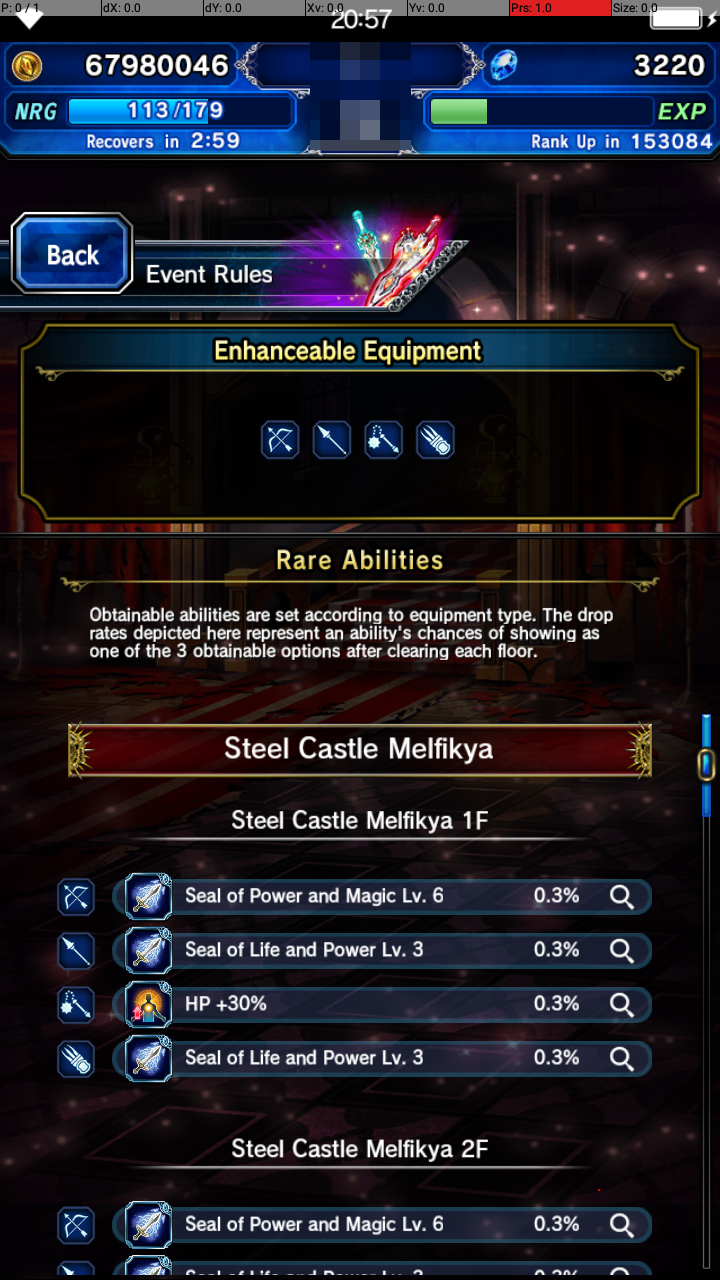 P: 0 / 1 dX: 0.0 dY: 0.0 Xv: 0.0 Yv: 0.0 Prs: 1.0 Size: 0.0
20:57
67980046 3220
NRG 113/179 EXP
Recovers in 2:59 Rank Up in 153084
Back
Event Rules
Enhanceable Equipment
Rare Abilities
Obtainable abilities are set according to equipment type. The drop
rates depicted here represent an ability's chances of showing as
one of the 3 obtainable options after clearing each floor.
Steel Castle Melfikya
Steel Castle Melfikya 1F
Seal of Power and Magic Lv. 6 0.3%
Seal of Life and Power Lv. 3 0.3%
HP +30% 0.3%
Seal of Life and Power Lv. 3 0.3%
Steel Castle Melfikya 2F
Seal of Power and Magic Lv. 6 0.3%